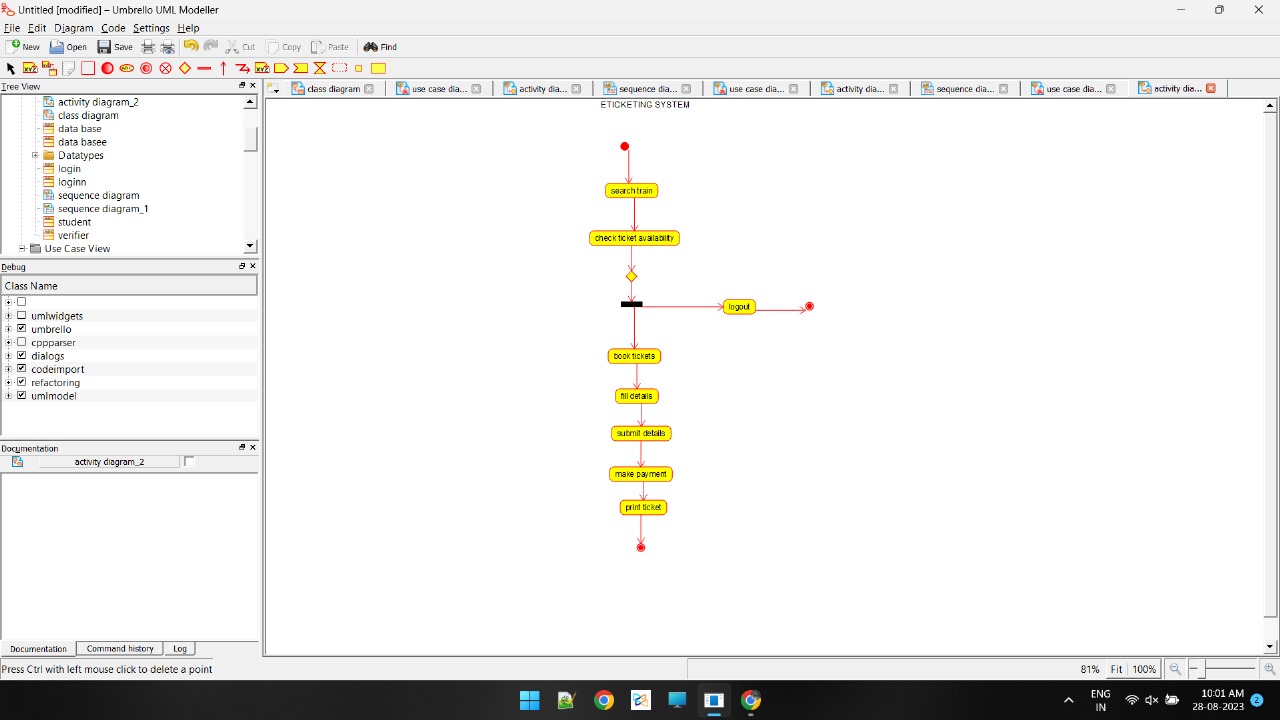 Untitled [modified] – Umbrello UML Modeller
File Edit Diagram Code Settings Help
New Open Save Cut Copy Paste Find
Tree View
activity diagram_2
class diagram
data base
data basee
Datatypes
login
loginn
sequence diagram
sequence diagram_1
student
verifier
Use Case View
Debug
Class Name
umlwidgets
umbrello
cppparser
dialogs
codeimport
refactoring
umlmodel
Documentation
activity diagram_2
Documentation Command history Log
Press Ctrl with left mouse click to delete a point
class diagram use case dia... activity dia... sequence dia... use case dia... activity dia... sequence dia... use case dia... activity dia...
ETICKETING SYSTEM
search train
check ticket availability
logout
book tickets
fill details
submit details
make payment
print ticket
81% Fit 100%
ENG
IN
10:01 AM
28-08-2023
2